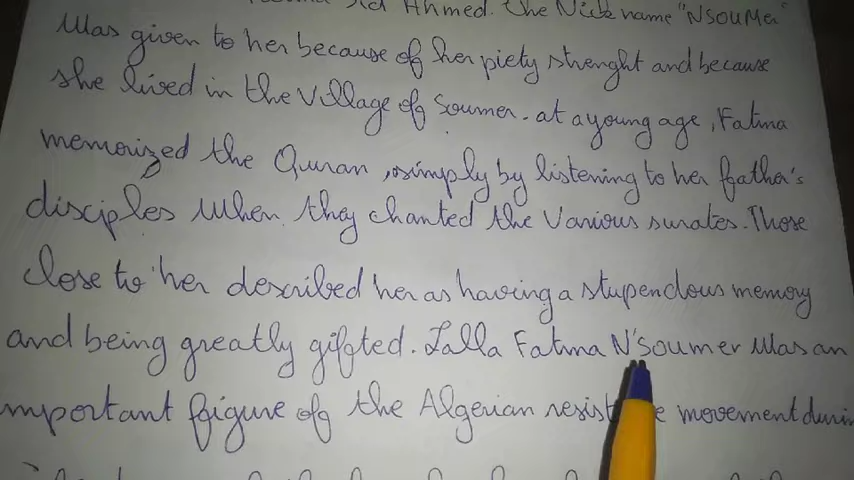 Sid Ahmed. the Nick name "NSOUMer"
Was given to her because of her piety strenght and because
she lived in the village of Soumer. at a young age, Fatma
memorized the Quran, simply by listening to her father's
disciples When they chanted the Various surates. Those
close to her described her as having a stupendous memory
and being greatly gifgted. Lalla Fatma N'soumer Was an
mportant figure of the Algerian resist e movement durin